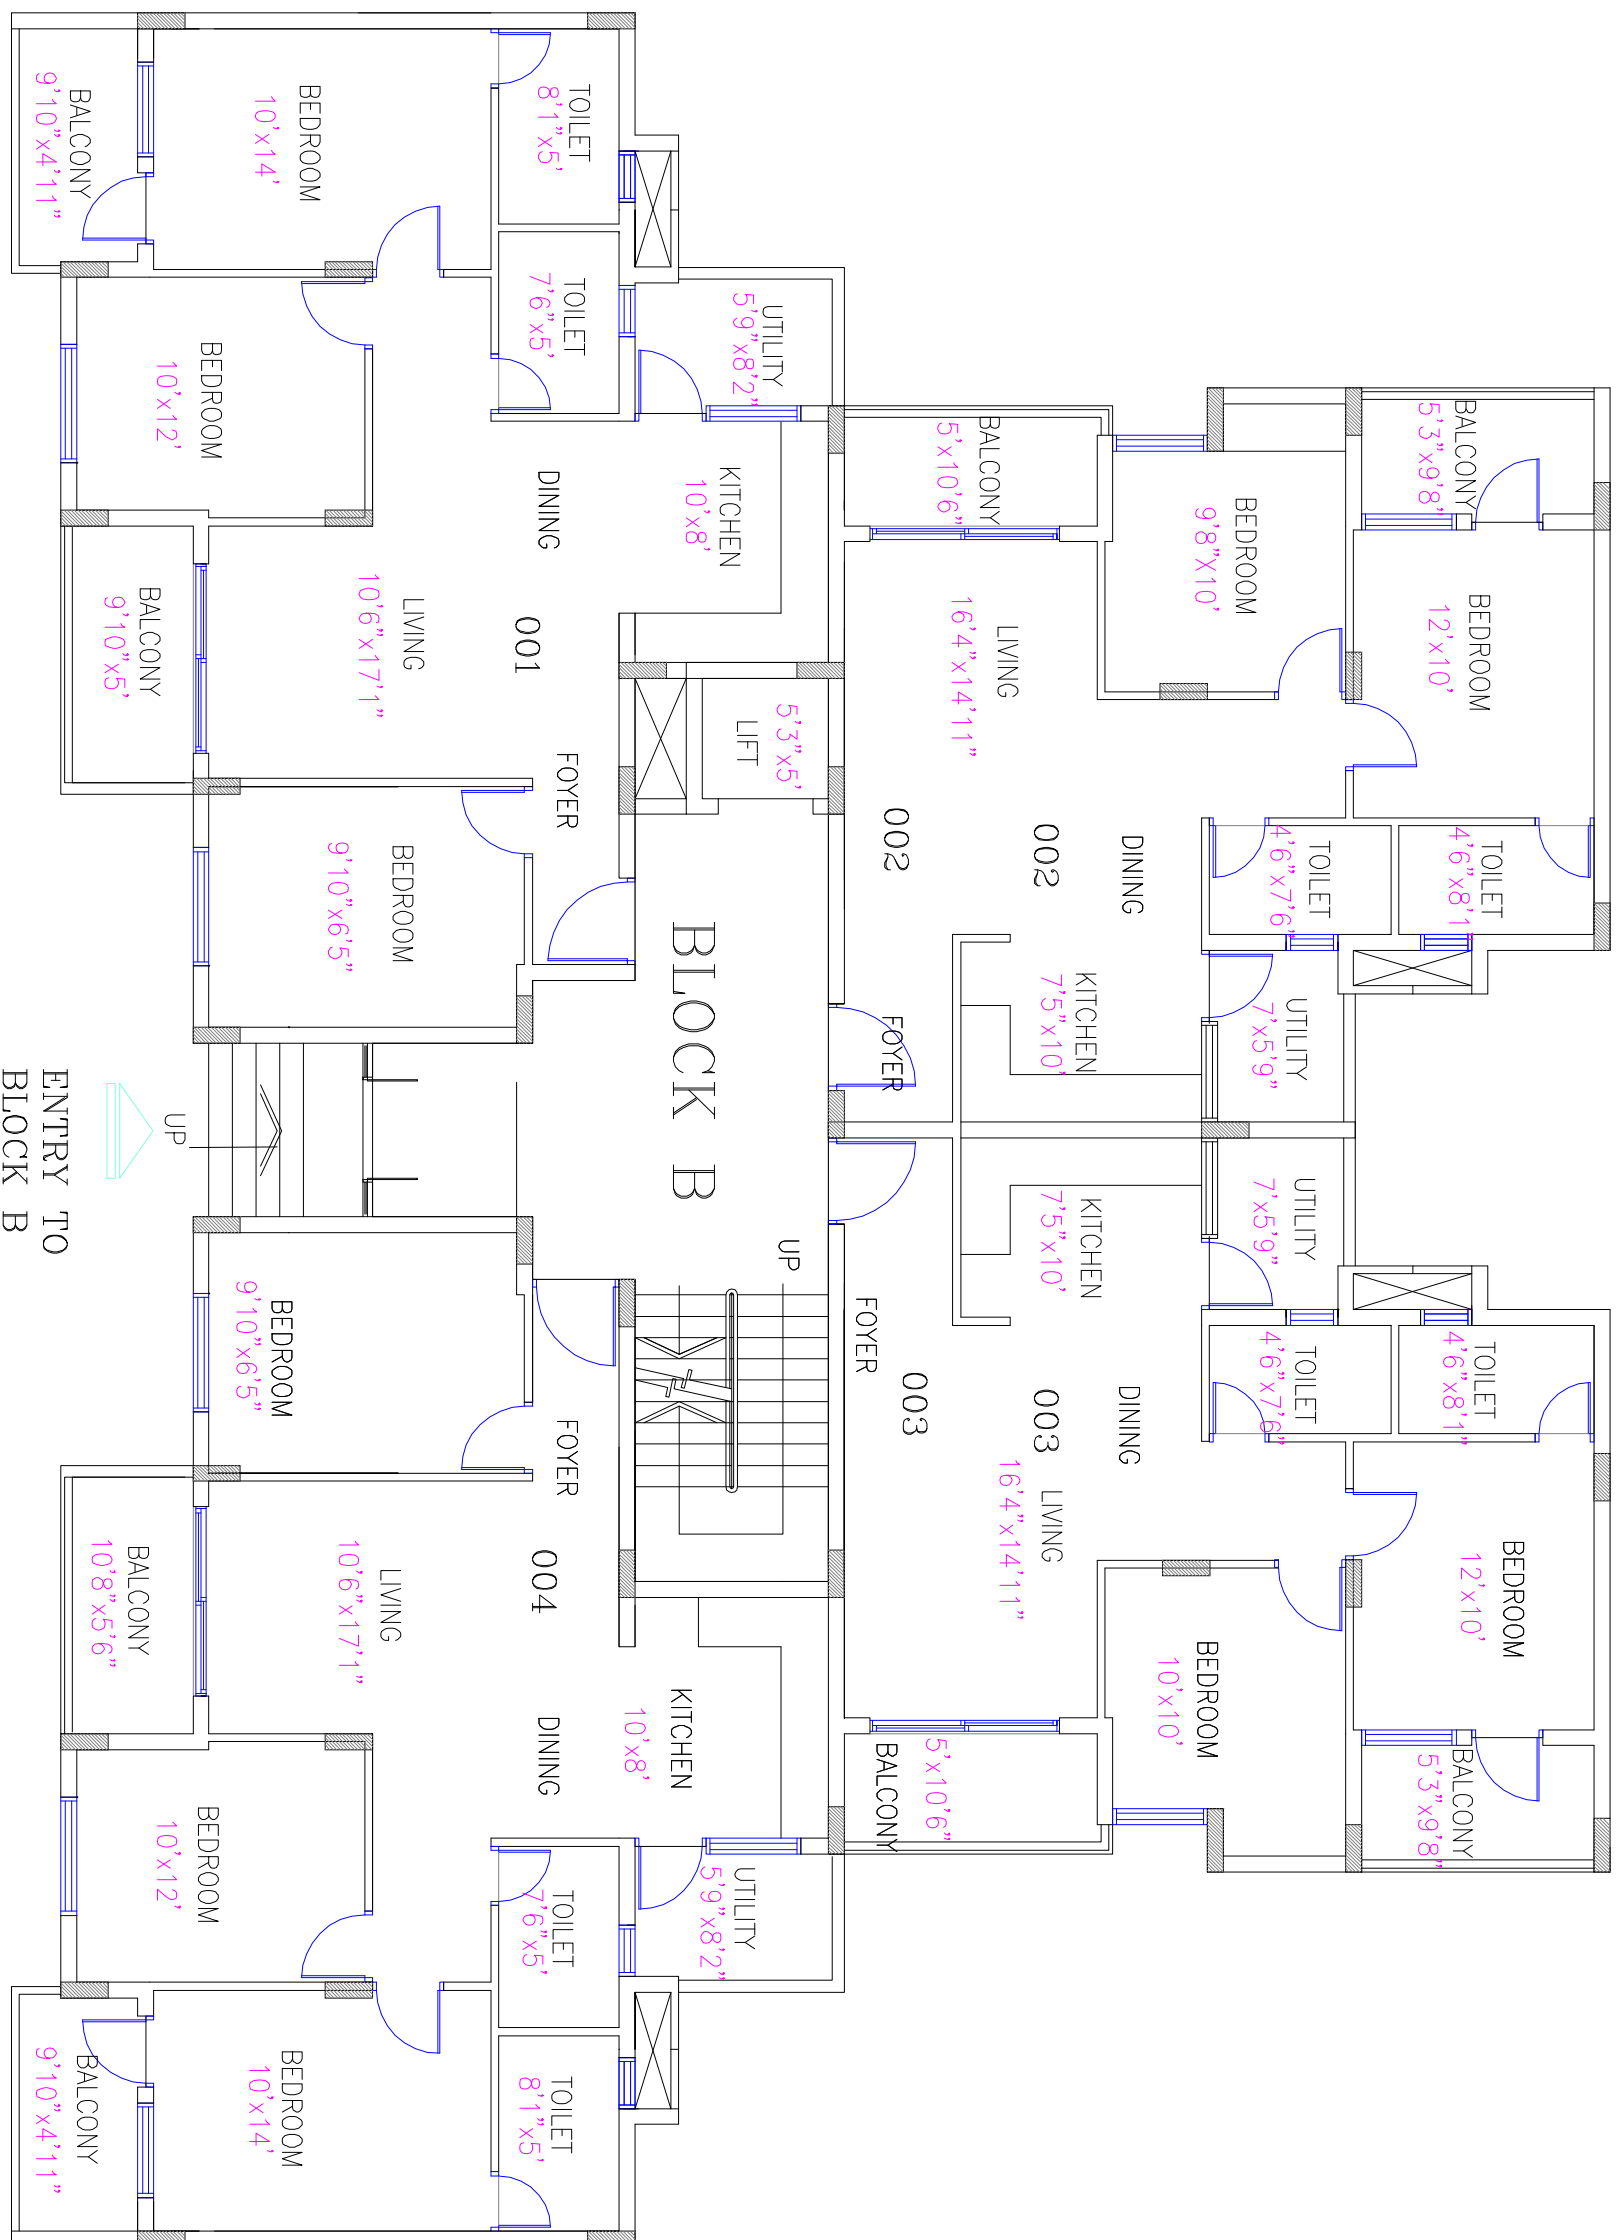 BALCONY
9'10"x4'11"
BEDROOM
10'x14'
TOILET
8'1"x5'
TOILET
7'6"x5'
UTILITY
5'9"x8'2"
BEDROOM
10'x12'
DINING
KITCHEN
10'x8'
BALCONY
9'10"x5'
LIVING
10'6"x17'1"
001
FOYER
LIFT
5'3"x5'
BEDROOM
9'10"x6'5"
BALCONY
5'x10'6"
BEDROOM
9'8"X10'
BALCONY
5'3"x9'8"
BEDROOM
12'x10'
LIVING
16'4"x14'11"
002
002
DINING
TOILET
4'6"x7'6"
TOILET
4'6"x8'1"
KITCHEN
7'5"x10'
UTILITY
7'x5'9"
FOYER
BLOCK B
ENTRY TO
BLOCK B
UP
UP
FOYER
KITCHEN
7'5"x10'
UTILITY
7'x5'9"
003
003
DINING
TOILET
4'6"x7'6"
TOILET
4'6"x8'1"
LIVING
16'4"x14'11"
BEDROOM
12'x10'
BEDROOM
10'x10'
BALCONY
5'x10'6"
BALCONY
5'3"x9'8"
BEDROOM
9'10"x6'5"
FOYER
004
BALCONY
10'8"x5'6"
LIVING
10'6"x17'1"
DINING
KITCHEN
10'x8'
BEDROOM
10'x12'
TOILET
7'6"x5'
UTILITY
5'9"x8'2"
BALCONY
9'10"x4'11"
BEDROOM
10'x14'
TOILET
8'1"x5'